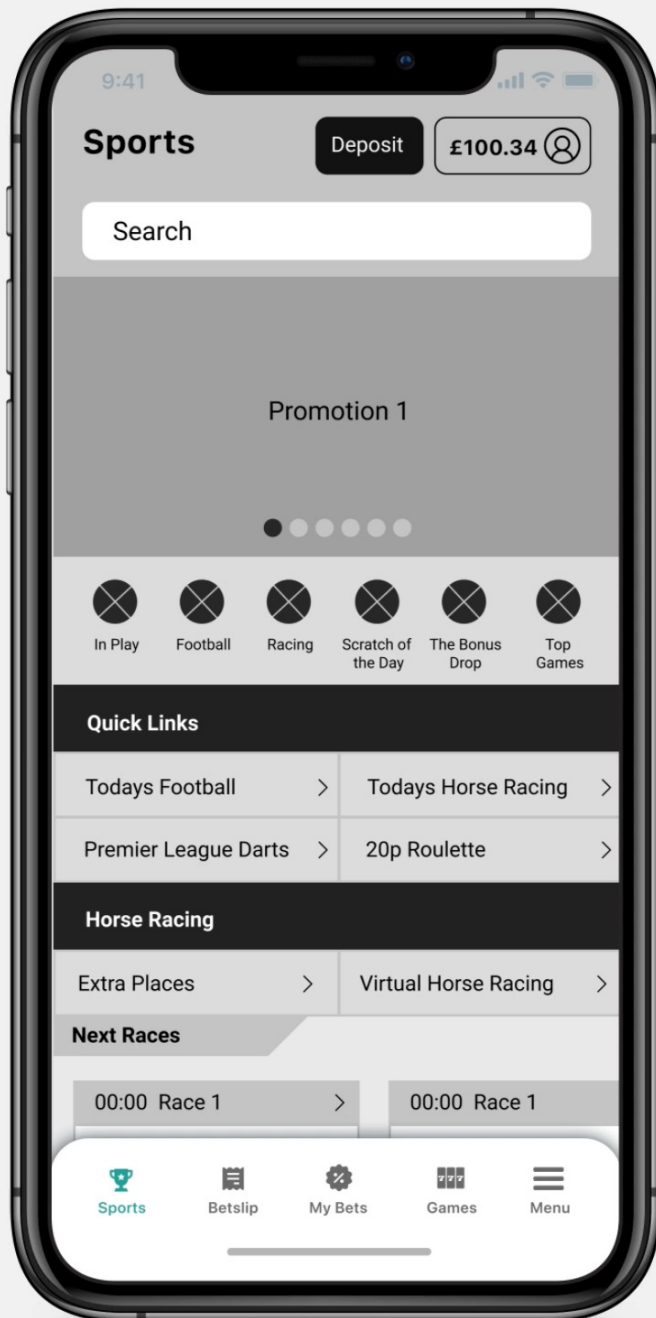 9:41
Sports
Deposit
£100.34
Search
Promotion 1
In Play
Football
Racing
Scratch of
the Day
The Bonus
Drop
Top
Games
Quick Links
Todays Football
Todays Horse Racing
Premier League Darts
20p Roulette
Horse Racing
Extra Places
Virtual Horse Racing
Next Races
00:00 Race 1
00:00 Race 1
777
Sports
Betslip
My Bets
Games
Menu